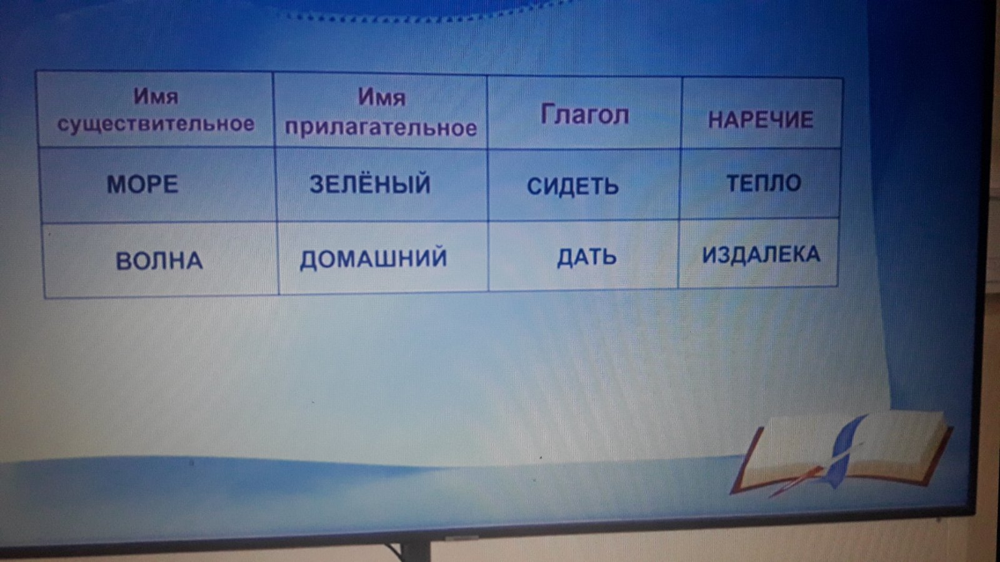 Имя
существительное
Имя
прилагательное
Глагол
НАРЕЧИЕ
МОРЕ
ЗЕЛЁНЫЙ
СИДЕТЬ
ТЕПЛО
ВОЛНА
ДОМАШНИЙ
ДАТЬ
ИЗДАЛЕКА